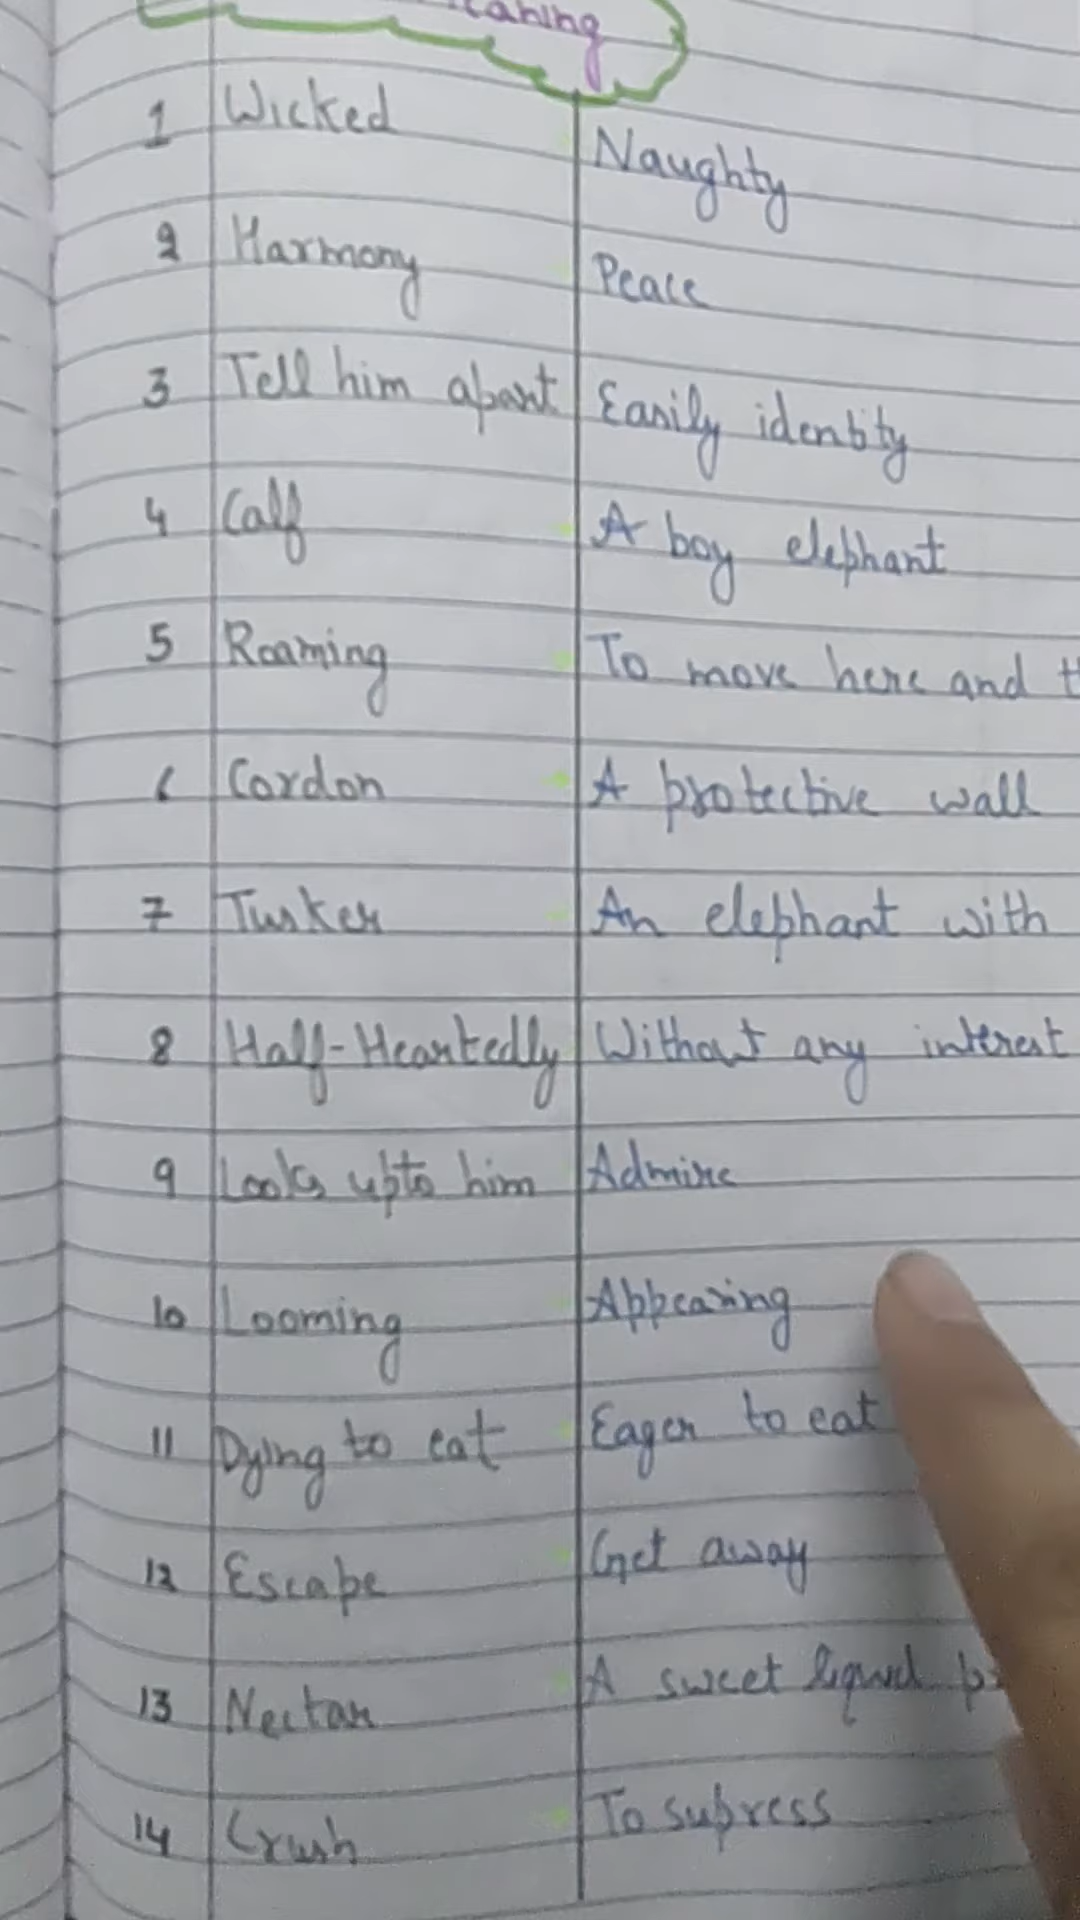 eaning
1 Wicked Naughty
2 Harmony Peace
3 Tell him apart Easily identity
4 Calf A boy elephant
5 Roaming To move here and t
6 Cordon A protective wall
7 Tusker An elephant with
8 Half-Heartedly Without any interest
9 Looks upto him Admire
10 Looming Appearing
11 Dying to eat Eager to eat
12 Escape Get away
13 Nectar A sweet liquid p
14 Crush To supress